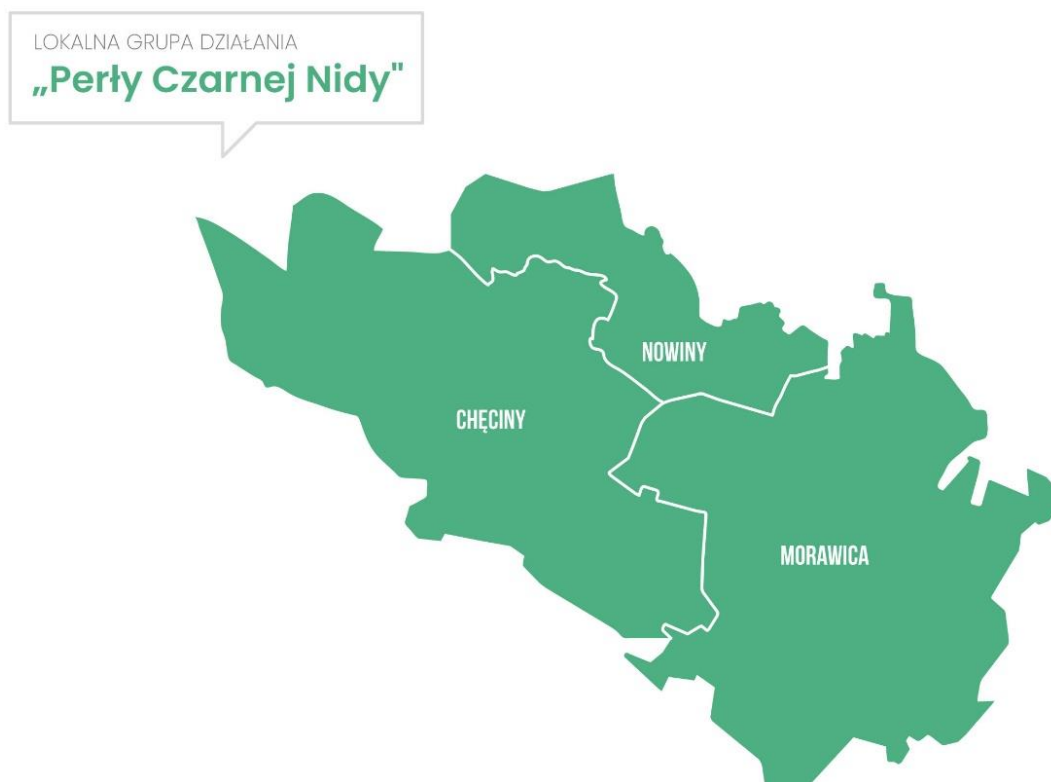 LOKALNA GRUPA DZIAŁANIA
„Perły Czarnej Nidy"
NOWINY
CHĘCINY
MORAWICA